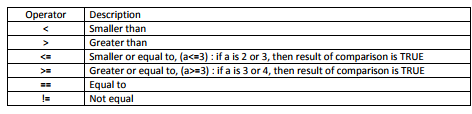 Operator Description
< Smaller than
> Greater than
<= Smaller or equal to, (a<=3) : if a is 2 or 3, then result of comparison is TRUE
>= Greater or equal to, (a>=3) : if a is 3 or 4, then result of comparison is TRUE
== Equal to
!= Not equal